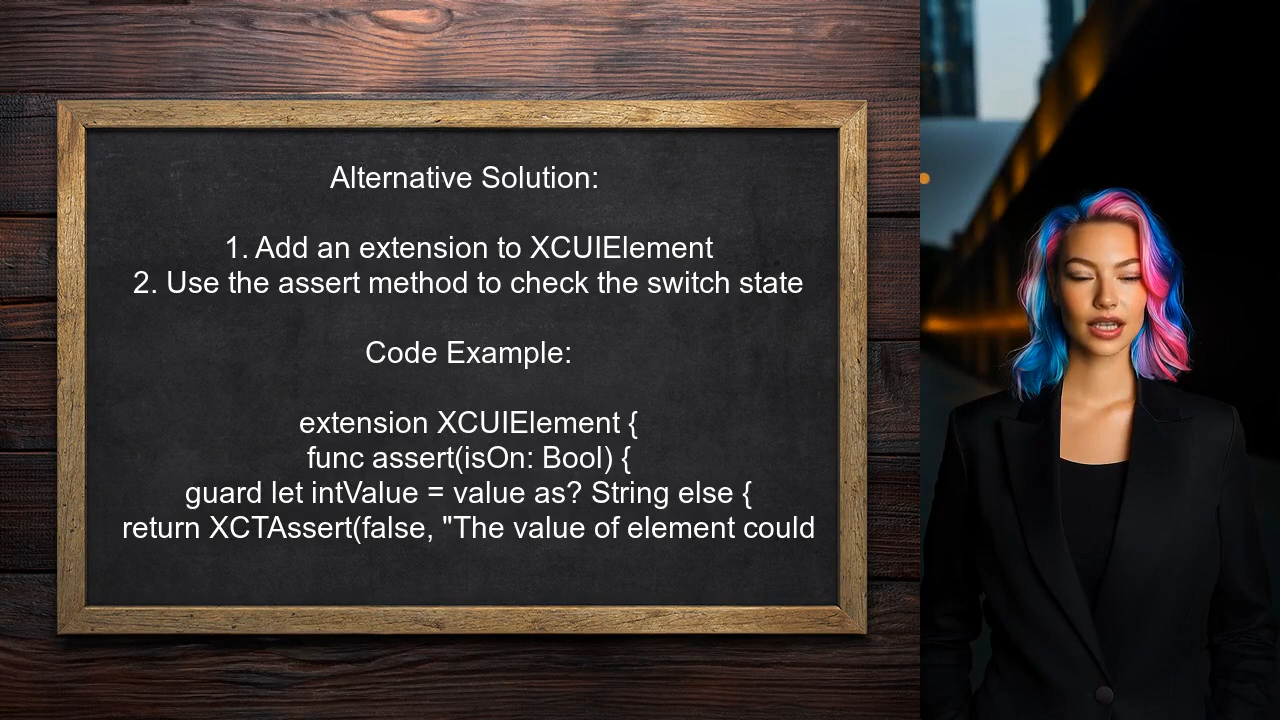 Alternative Solution:
1. Add an extension to XCUIElement
2. Use the assert method to check the switch state
Code Example:
extension XCUIElement {
func assert(isOn: Bool) {
guard let intValue = value as? String else {
return XCTAssert(false, "The value of element could